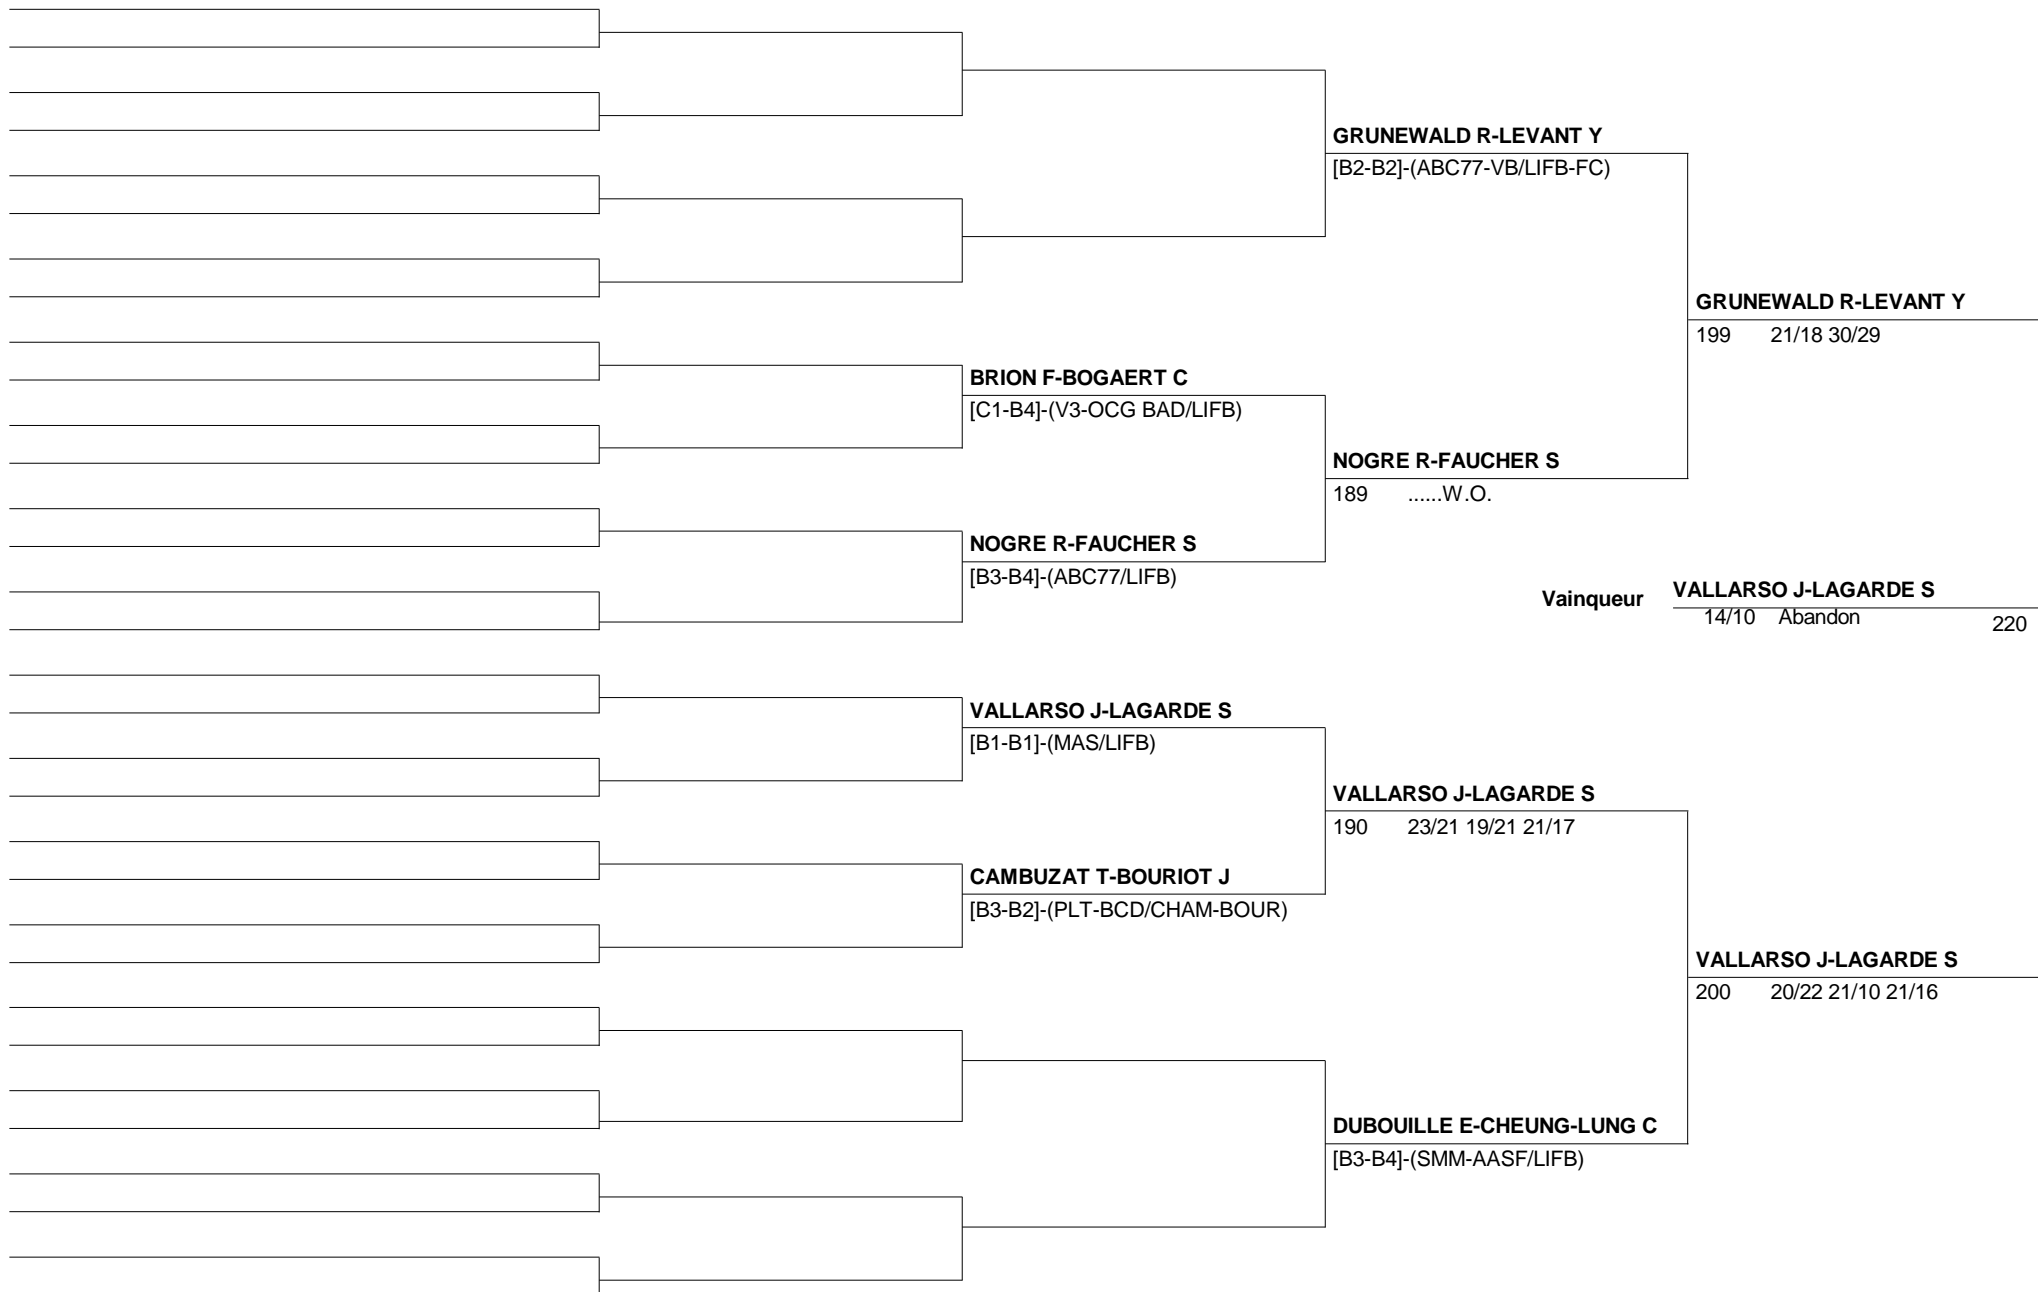 GRUNEWALD R-LEVANT Y
[B2-B2]-(ABC77-VB/LIFB-FC)
GRUNEWALD R-LEVANT Y
199 21/18 30/29
BRION F-BOGAERT C
[C1-B4]-(V3-OCG BAD/LIFB)
NOGRE R-FAUCHER S
189 ......W.O.
NOGRE R-FAUCHER S
[B3-B4]-(ABC77/LIFB)
Vainqueur VALLARSO J-LAGARDE S
14/10 Abandon 220
VALLARSO J-LAGARDE S
[B1-B1]-(MAS/LIFB)
VALLARSO J-LAGARDE S
190 23/21 19/21 21/17
CAMBUZAT T-BOURIOT J
[B3-B2]-(PLT-BCD/CHAM-BOUR)
VALLARSO J-LAGARDE S
200 20/22 21/10 21/16
DUBOUILLE E-CHEUNG-LUNG C
[B3-B4]-(SMM-AASF/LIFB)